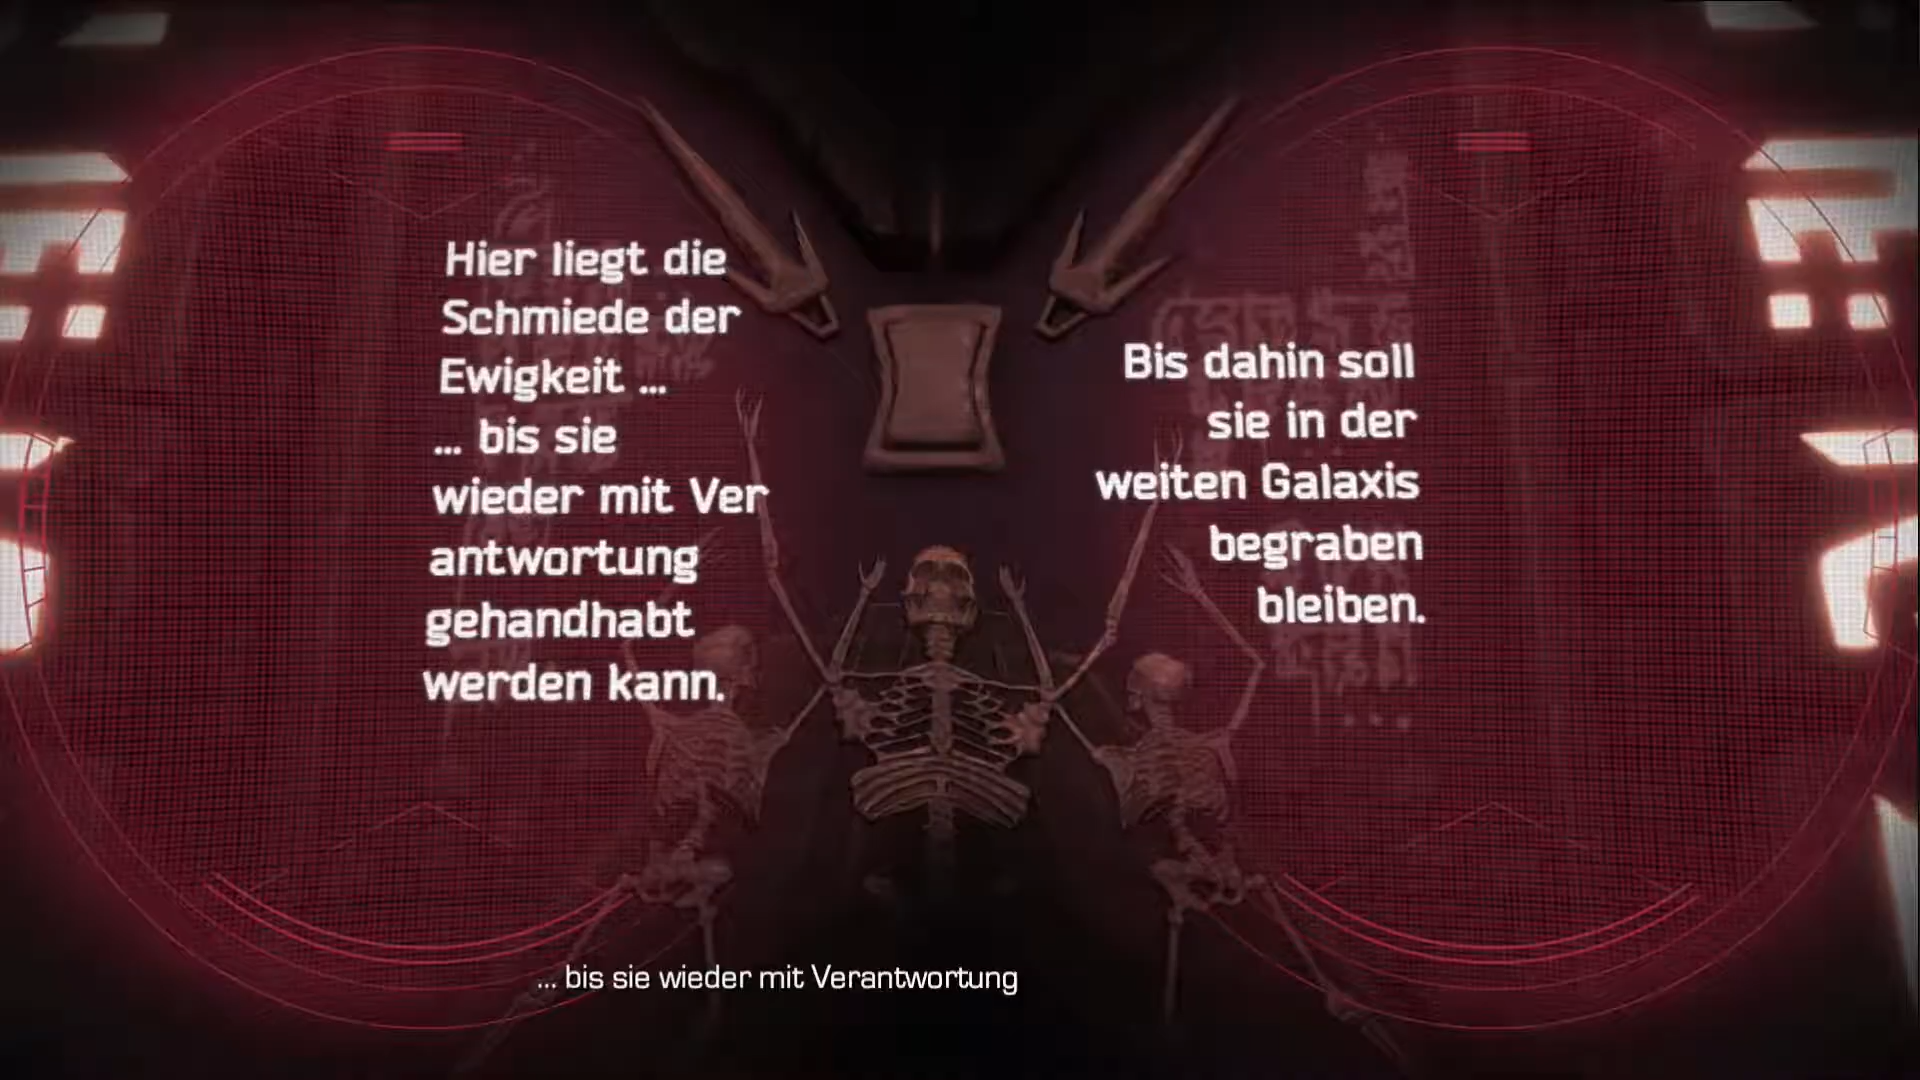 Hier liegt die
Schmiede der
Ewigkeit ...
... bis sie
wieder mit Ver
antwortung
gehandhabt
werden kann.
Bis dahin soll
sie in der
weiten Galaxis
begraben
bleiben.
... bis sie wieder mit Verantwortung